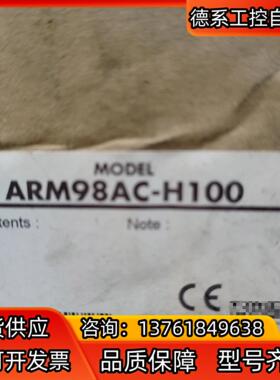 德系工控自
MODEL
ARM98AC-H100
tents :
Note :
CE
货供应
咨询：13761849638
可开发票
品质保障
型号齐